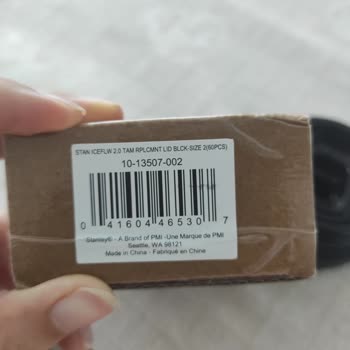 STAN ICEFLW 2.0 TAM RPLCMNT LID BLCK-SIZE 2(60PCS)
10-13507-002
0 41604 46530 7
Stanley® - A Brand of PMI -Une Marque de PMI
Seattle, WA 98121
Made in China - Fabriqué en Chine